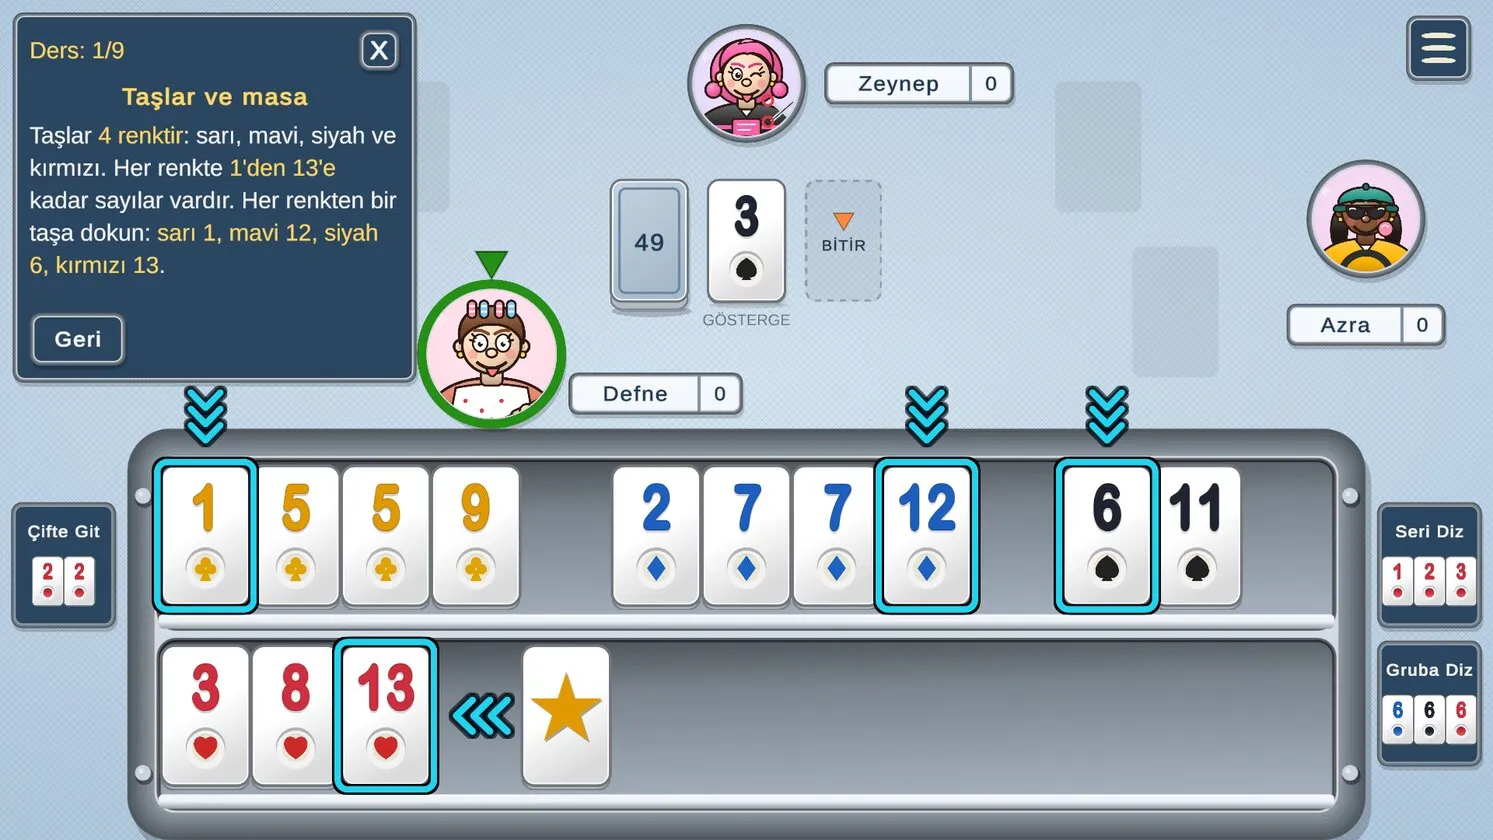 Ders: 1/9
X
Taşlar ve masa
Taşlar 4 renktir: sarı, mavi, siyah ve
kırmızı. Her renkte 1'den 13'e
kadar sayılar vardır. Her renkten bir
taşa dokun: sarı 1, mavi 12, siyah
6, kırmızı 13.
Geri
Zeynep 0
49
3
BİTİR
GÖSTERGE
Azra 0
Defne 0
Çifte Git
2 2
1 5 5 9 2 7 7 12 6 11
3 8 13
Seri Diz
1 2 3
Gruba Diz
6 6 6